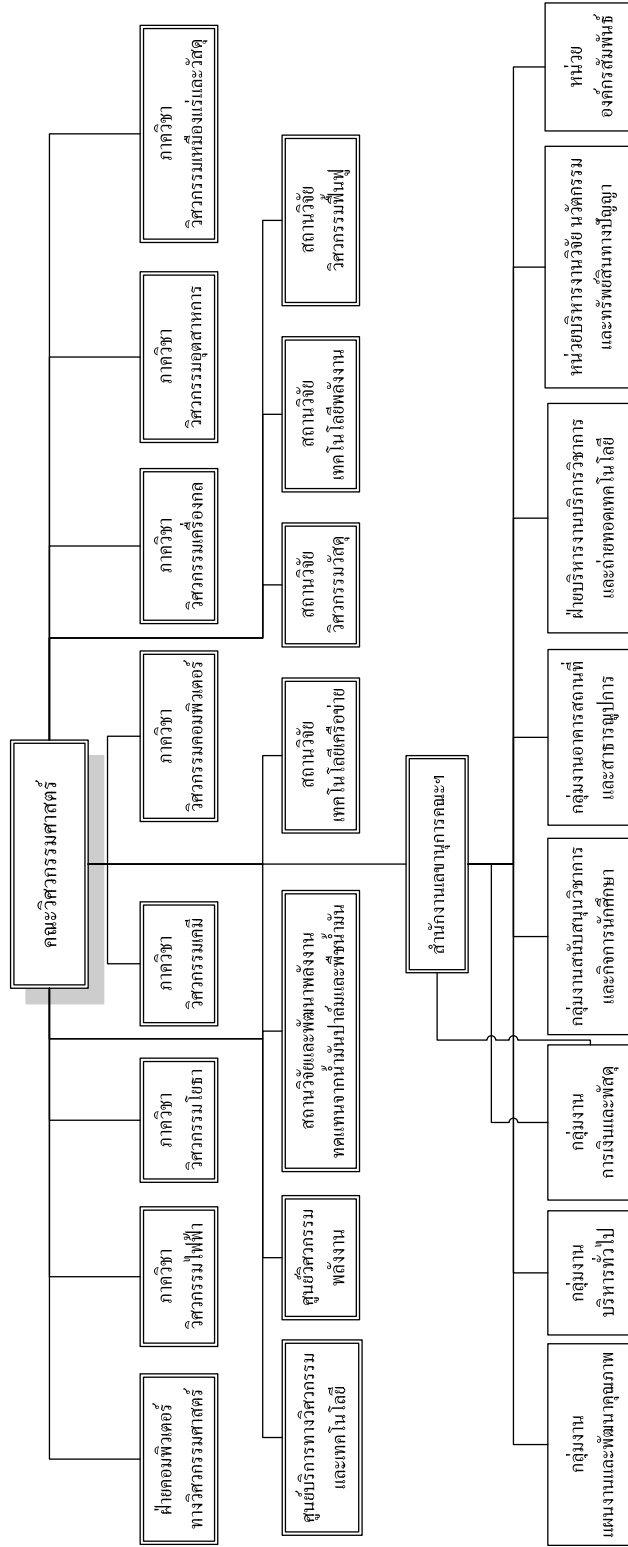 คณะวิศวกรรมศาสตร์
ฝ่ายคอมพิวเตอร์
ทางวิศวกรรมศาสตร์
ภาควิชา
วิศวกรรมไฟฟ้า
ภาควิชา
วิศวกรรมโยธา
ภาควิชา
วิศวกรรมเคมี
ภาควิชา
วิศวกรรมคอมพิวเตอร์
ภาควิชา
วิศวกรรมเครื่องกล
ภาควิชา
วิศวกรรมอุตสาหการ
ภาควิชา
วิศวกรรมเหมืองแร่และวัสดุ
ศูนย์บริการทางวิศวกรรม
และเทคโนโลยี
ศูนย์วิศวกรรม
พลังงาน
สถานวิจัยและพัฒนาพลังงาน
ทดแทนจากน้ำมันปาล์มและพืชน้ำมัน
สถานวิจัย
เทคโนโลยีเครือข่าย
สถานวิจัย
วิศวกรรมวัสดุ
สถานวิจัย
เทคโนโลยีพลังงาน
สถานวิจัย
วิศวกรรมฟื้นฟู
สำนักงานเลขานุการคณะฯ
กลุ่มงาน
แผนงานและพัฒนาคุณภาพ
กลุ่มงาน
บริหารทั่วไป
กลุ่มงาน
การเงินและพัสดุ
กลุ่มงานสนับสนุนวิชาการ
และกิจการนักศึกษา
กลุ่มงานอาคารสถานที่
และสาธารณูปการ
ฝ่ายบริหารงานบริการวิชาการ
และถ่ายทอดเทคโนโลยี
หน่วยบริหารงานวิจัย นวัตกรรม
และทรัพย์สินทางปัญญา
หน่วย
องค์กรสัมพันธ์